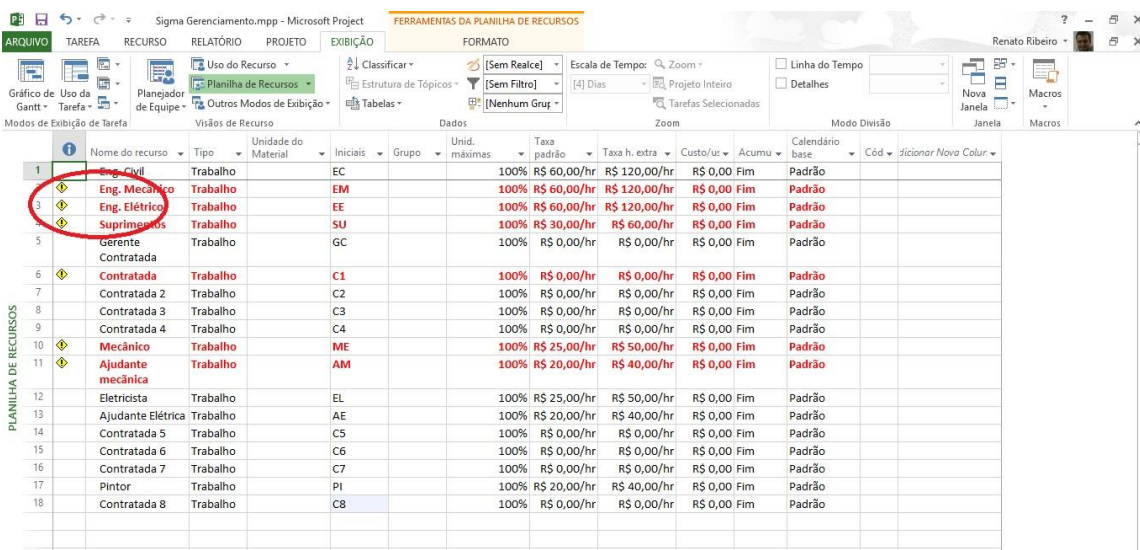 Sigma Gerenciamento.mpp - Microsoft Project FERRAMENTAS DA PLANILHA DE RECURSOS ?
ARQUIVO TAREFA RECURSO RELATÓRIO PROJETO EXIBIÇÃO FORMATO Renato Ribeiro
Uso do Recurso Classificar [Sem Realce] Escala de Tempo: Zoom Linha do Tempo
Planilha de Recursos Estrutura de Tópicos [Sem Filtro] [4] Dias Projeto Inteiro Detalhes
Gráfico de Gantt Uso da Tarefa Planejador de Equipe Outros Modos de Exibição Tabelas [Nenhum Grup Tarefas Selecionadas Nova Janela Macros
Modos de Exibição de Tarefa Visões de Recurso Dados Zoom Modo Divisão Janela Macros
Nome do recurso Tipo Unidade do Material Iniciais Grupo Unid. máximas Taxa padrão Taxa h. extra Custo/us Acumu Calendário base Cód dicionar Nova Colur
1 Eng. Civil Trabalho EC 100% R$ 60,00/hr R$ 120,00/hr R$ 0,00 Fim Padrão
2 Eng. Mecânico Trabalho EM 100% R$ 60,00/hr R$ 120,00/hr R$ 0,00 Fim Padrão
3 Eng. Elétrico Trabalho EE 100% R$ 60,00/hr R$ 120,00/hr R$ 0,00 Fim Padrão
4 Suprimentos Trabalho SU 100% R$ 30,00/hr R$ 60,00/hr R$ 0,00 Fim Padrão
5 Gerente Contratada Trabalho GC 100% R$ 0,00/hr R$ 0,00/hr R$ 0,00 Fim Padrão
6 Contratada Trabalho C1 100% R$ 0,00/hr R$ 0,00/hr R$ 0,00 Fim Padrão
7 Contratada 2 Trabalho C2 100% R$ 0,00/hr R$ 0,00/hr R$ 0,00 Fim Padrão
8 Contratada 3 Trabalho C3 100% R$ 0,00/hr R$ 0,00/hr R$ 0,00 Fim Padrão
9 Contratada 4 Trabalho C4 100% R$ 0,00/hr R$ 0,00/hr R$ 0,00 Fim Padrão
10 Mecânico Trabalho ME 100% R$ 25,00/hr R$ 50,00/hr R$ 0,00 Fim Padrão
11 Ajudante mecãnica Trabalho AM 100% R$ 20,00/hr R$ 40,00/hr R$ 0,00 Fim Padrão
12 Eletricista Trabalho EL 100% R$ 25,00/hr R$ 50,00/hr R$ 0,00 Fim Padrão
13 Ajudante Elétrica Trabalho AE 100% R$ 20,00/hr R$ 40,00/hr R$ 0,00 Fim Padrão
14 Contratada 5 Trabalho C5 100% R$ 0,00/hr R$ 0,00/hr R$ 0,00 Fim Padrão
15 Contratada 6 Trabalho C6 100% R$ 0,00/hr R$ 0,00/hr R$ 0,00 Fim Padrão
16 Contratada 7 Trabalho C7 100% R$ 0,00/hr R$ 0,00/hr R$ 0,00 Fim Padrão
17 Pintor Trabalho PI 100% R$ 20,00/hr R$ 40,00/hr R$ 0,00 Fim Padrão
18 Contratada 8 Trabalho C8 100% R$ 0,00/hr R$ 0,00/hr R$ 0,00 Fim Padrão
PLANILHA DE RECURSOS